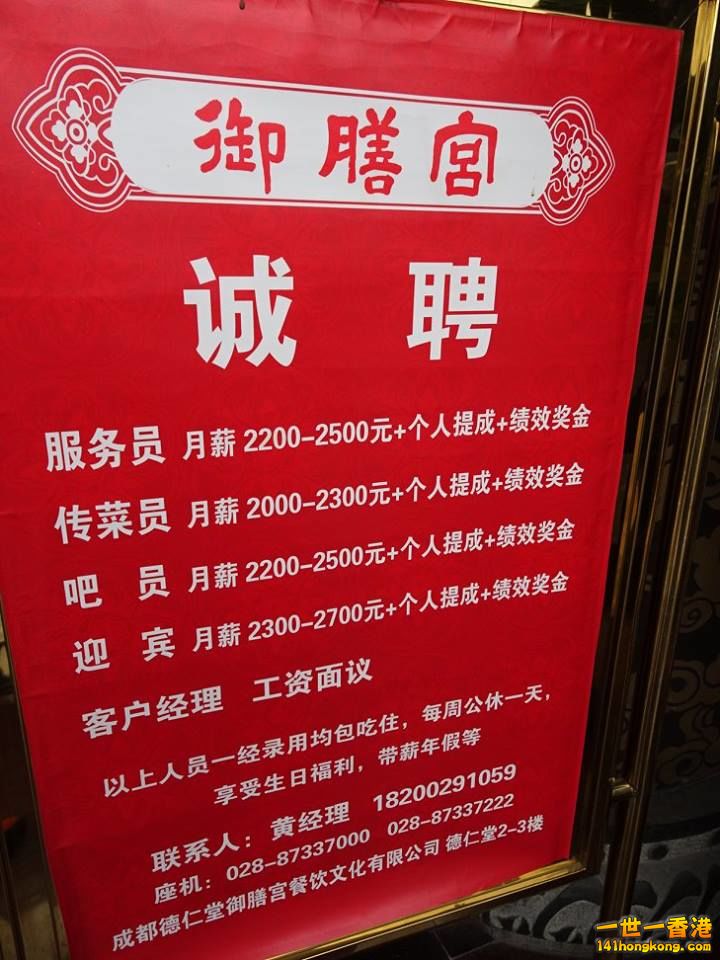 御膳宫
诚聘
服务员 月薪 2200-2500元+个人提成+绩效奖金
传菜员 月薪 2000-2300元+个人提成+绩效奖金
吧 员 月薪 2200-2500元+个人提成+绩效奖金
迎 宾 月薪 2300-2700元+个人提成+绩效奖金
客户经理 工资面议
以上人员一经录用均包吃住，每周公休一天，
享受生日福利，带薪年假等
联系人：黄经理 18200291059
座机：028-87337000 028-87337222
成都德仁堂御膳宫餐饮文化有限公司 德仁堂2-3楼
一世一香港
141hongkong.com